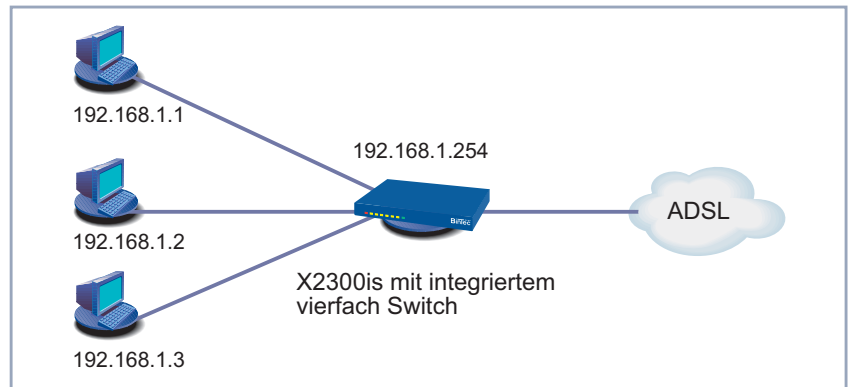 192.168.1.1
192.168.1.254
BinTec
ADSL
192.168.1.2
X2300is mit integriertem
vierfach Switch
192.168.1.3